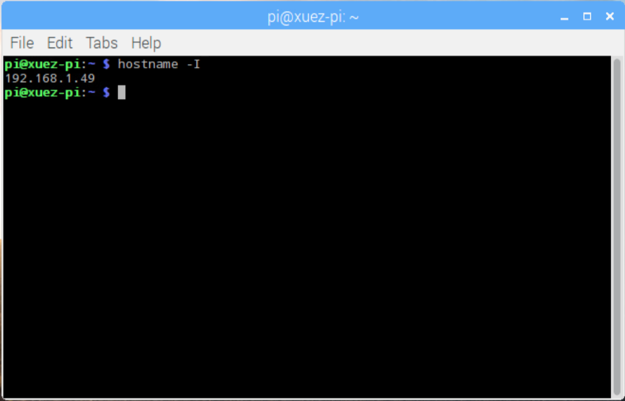 pi@xuez-pi: ~
File Edit Tabs Help
pi@xuez-pi:~ $ hostname -I
192.168.1.49
pi@xuez-pi:~ $